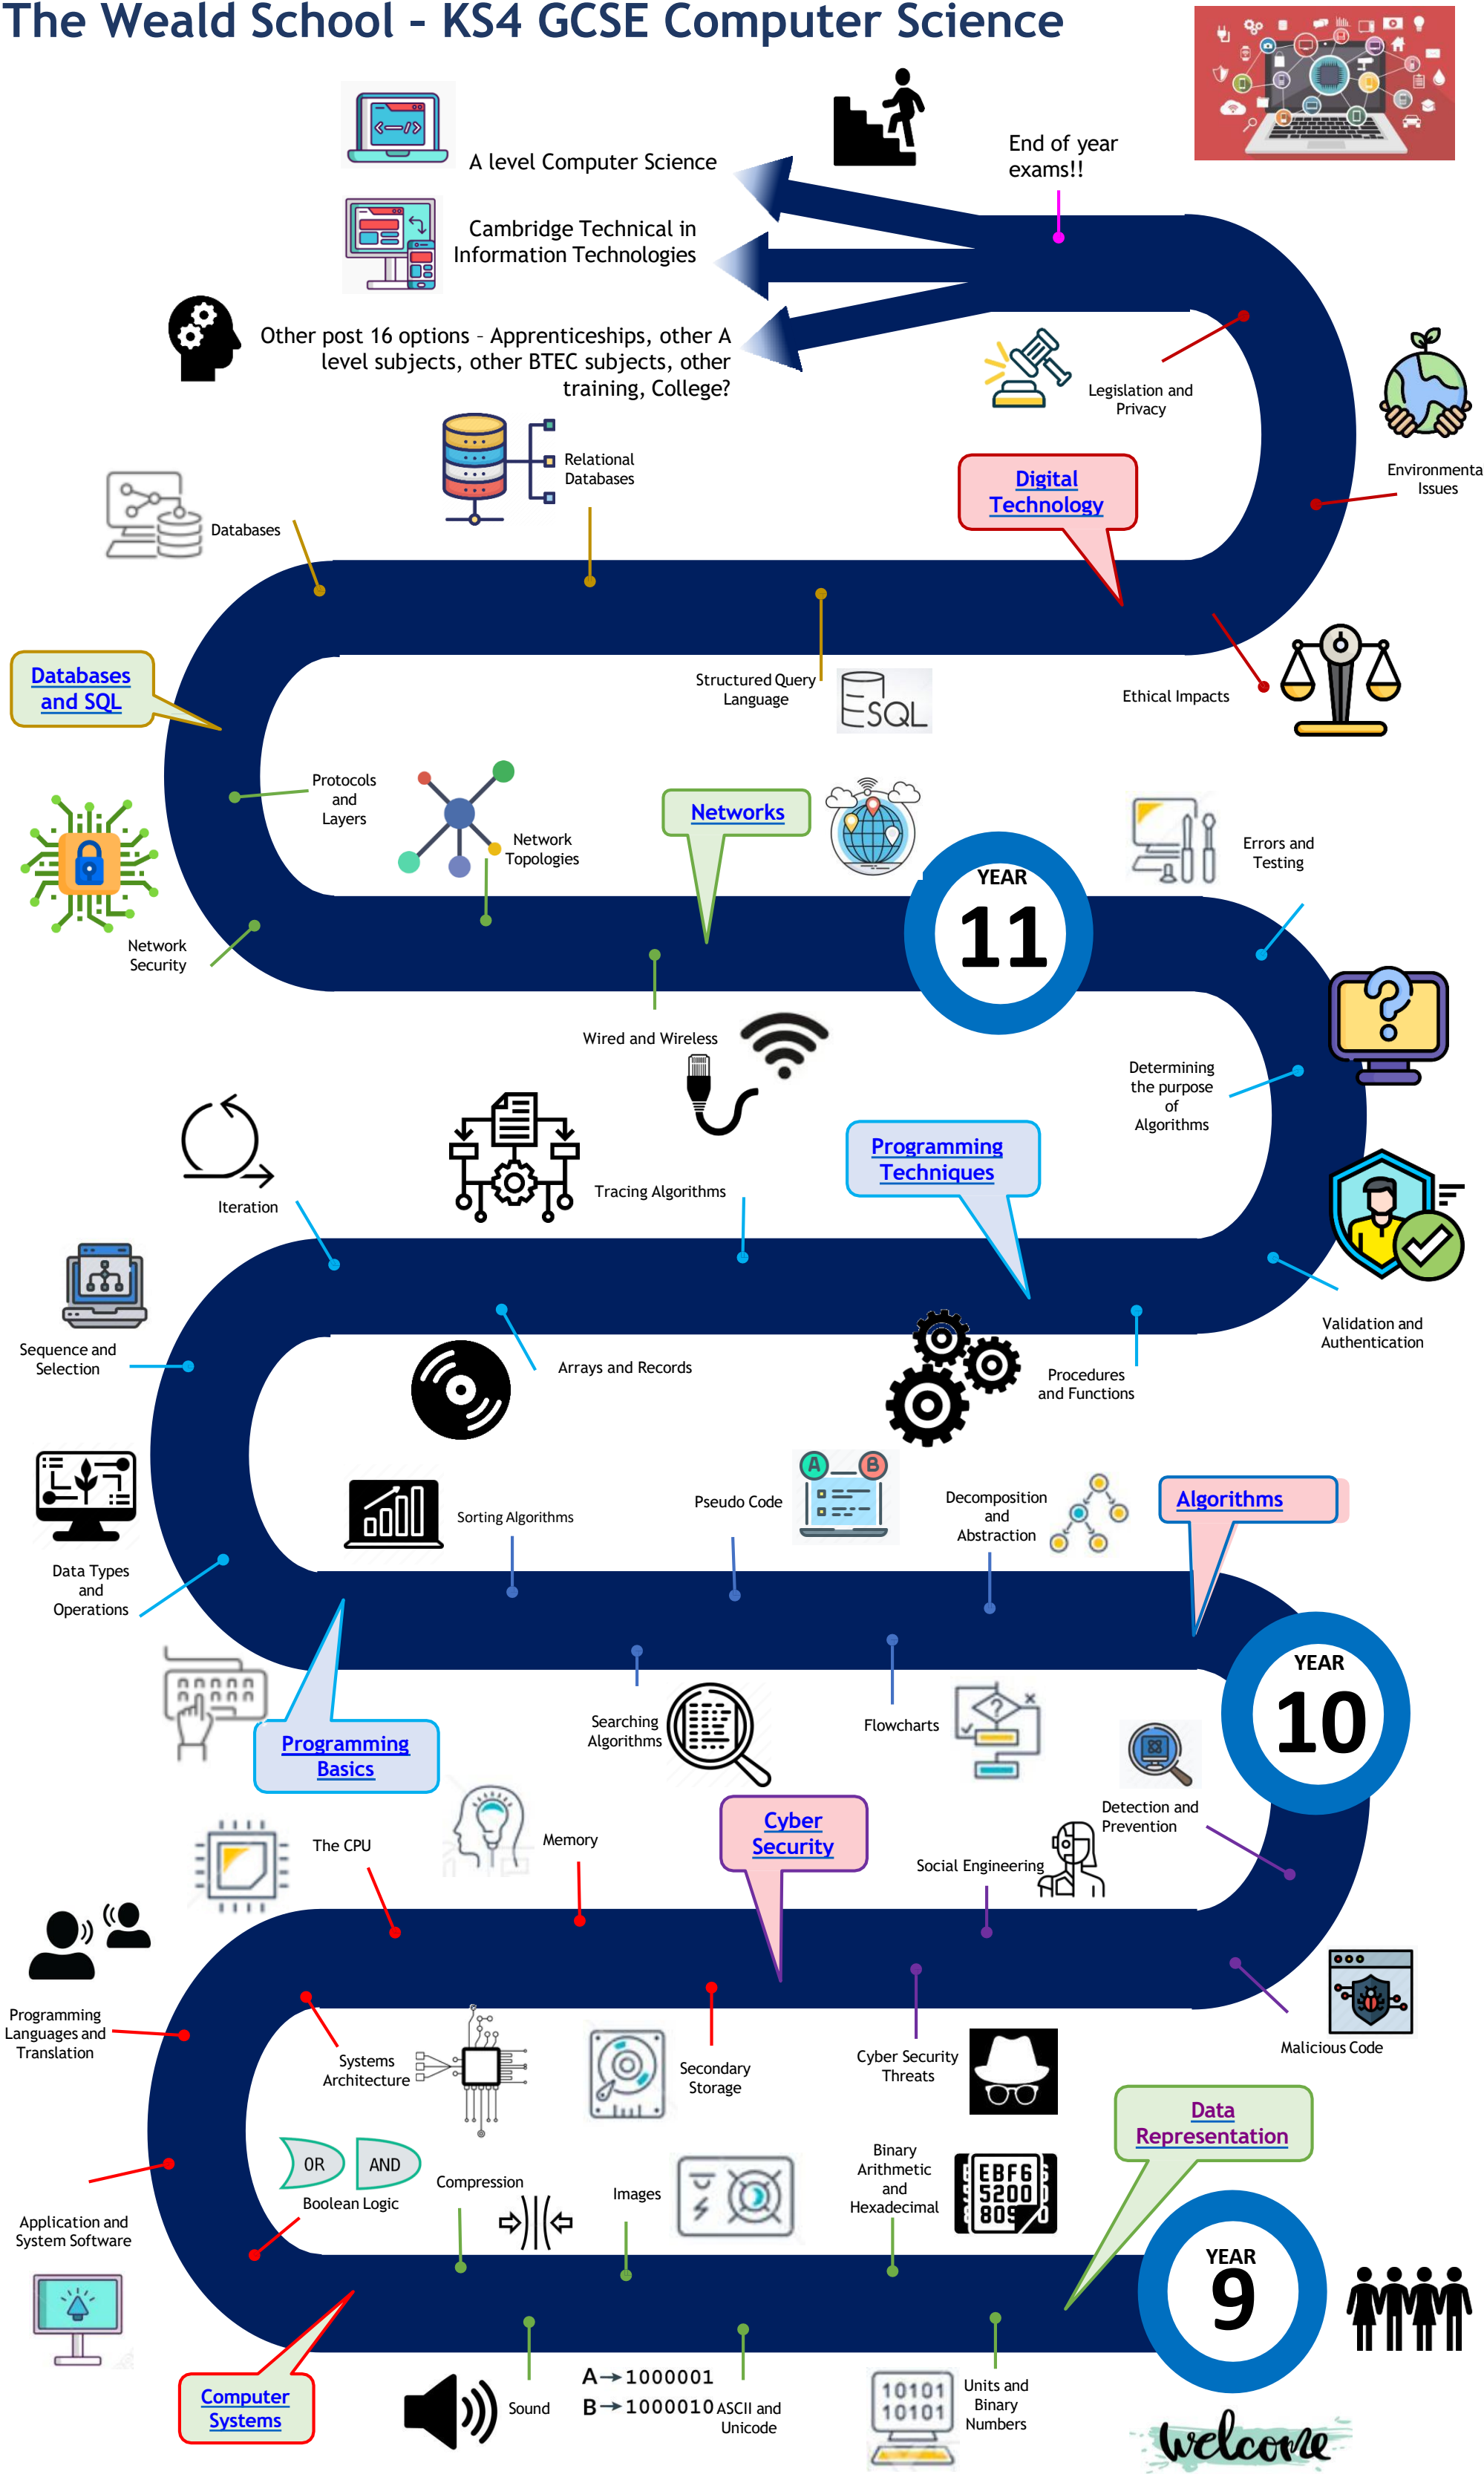 The Weald School – KS4 GCSE Computer Science
A level Computer Science
End of year
exams!!
Cambridge Technical in
Information Technologies
Other post 16 options – Apprenticeships, other A
level subjects, other BTEC subjects, other
training, College?
Legislation and
Privacy
Environmenta
Issues
Relational
Databases
Digital
Technology
Databases
Databases
and SQL
Structured Query
Language
SQL
Ethical Impacts
Protocols
and
Layers
Network
Topologies
Networks
YEAR
11
Errors and
Testing
Network
Security
Wired and Wireless
Determining
the purpose
of
Algorithms
Programming
Techniques
Iteration
Tracing Algorithms
Sequence and
Selection
Arrays and Records
Procedures
and Functions
Validation and
Authentication
Data Types
and
Operations
Sorting Algorithms
Pseudo Code
A
B
Decomposition
and
Abstraction
Algorithms
YEAR
10
Programming
Basics
Searching
Algorithms
Flowcharts
Detection and
Prevention
Cyber
Security
The CPU
Memory
Social Engineering
Programming
Languages and
Translation
Systems
Architecture
Secondary
Storage
Cyber Security
Threats
Malicious Code
Data
Representation
OR
AND
Boolean Logic
Compression
Images
Binary
Arithmetic
and
Hexadecimal
EBF6
5200
809
Application and
System Software
YEAR
9
Computer
Systems
Sound
A→1000001
B→1000010
ASCII and
Unicode
10101
10101
Units and
Binary
Numbers
welcome